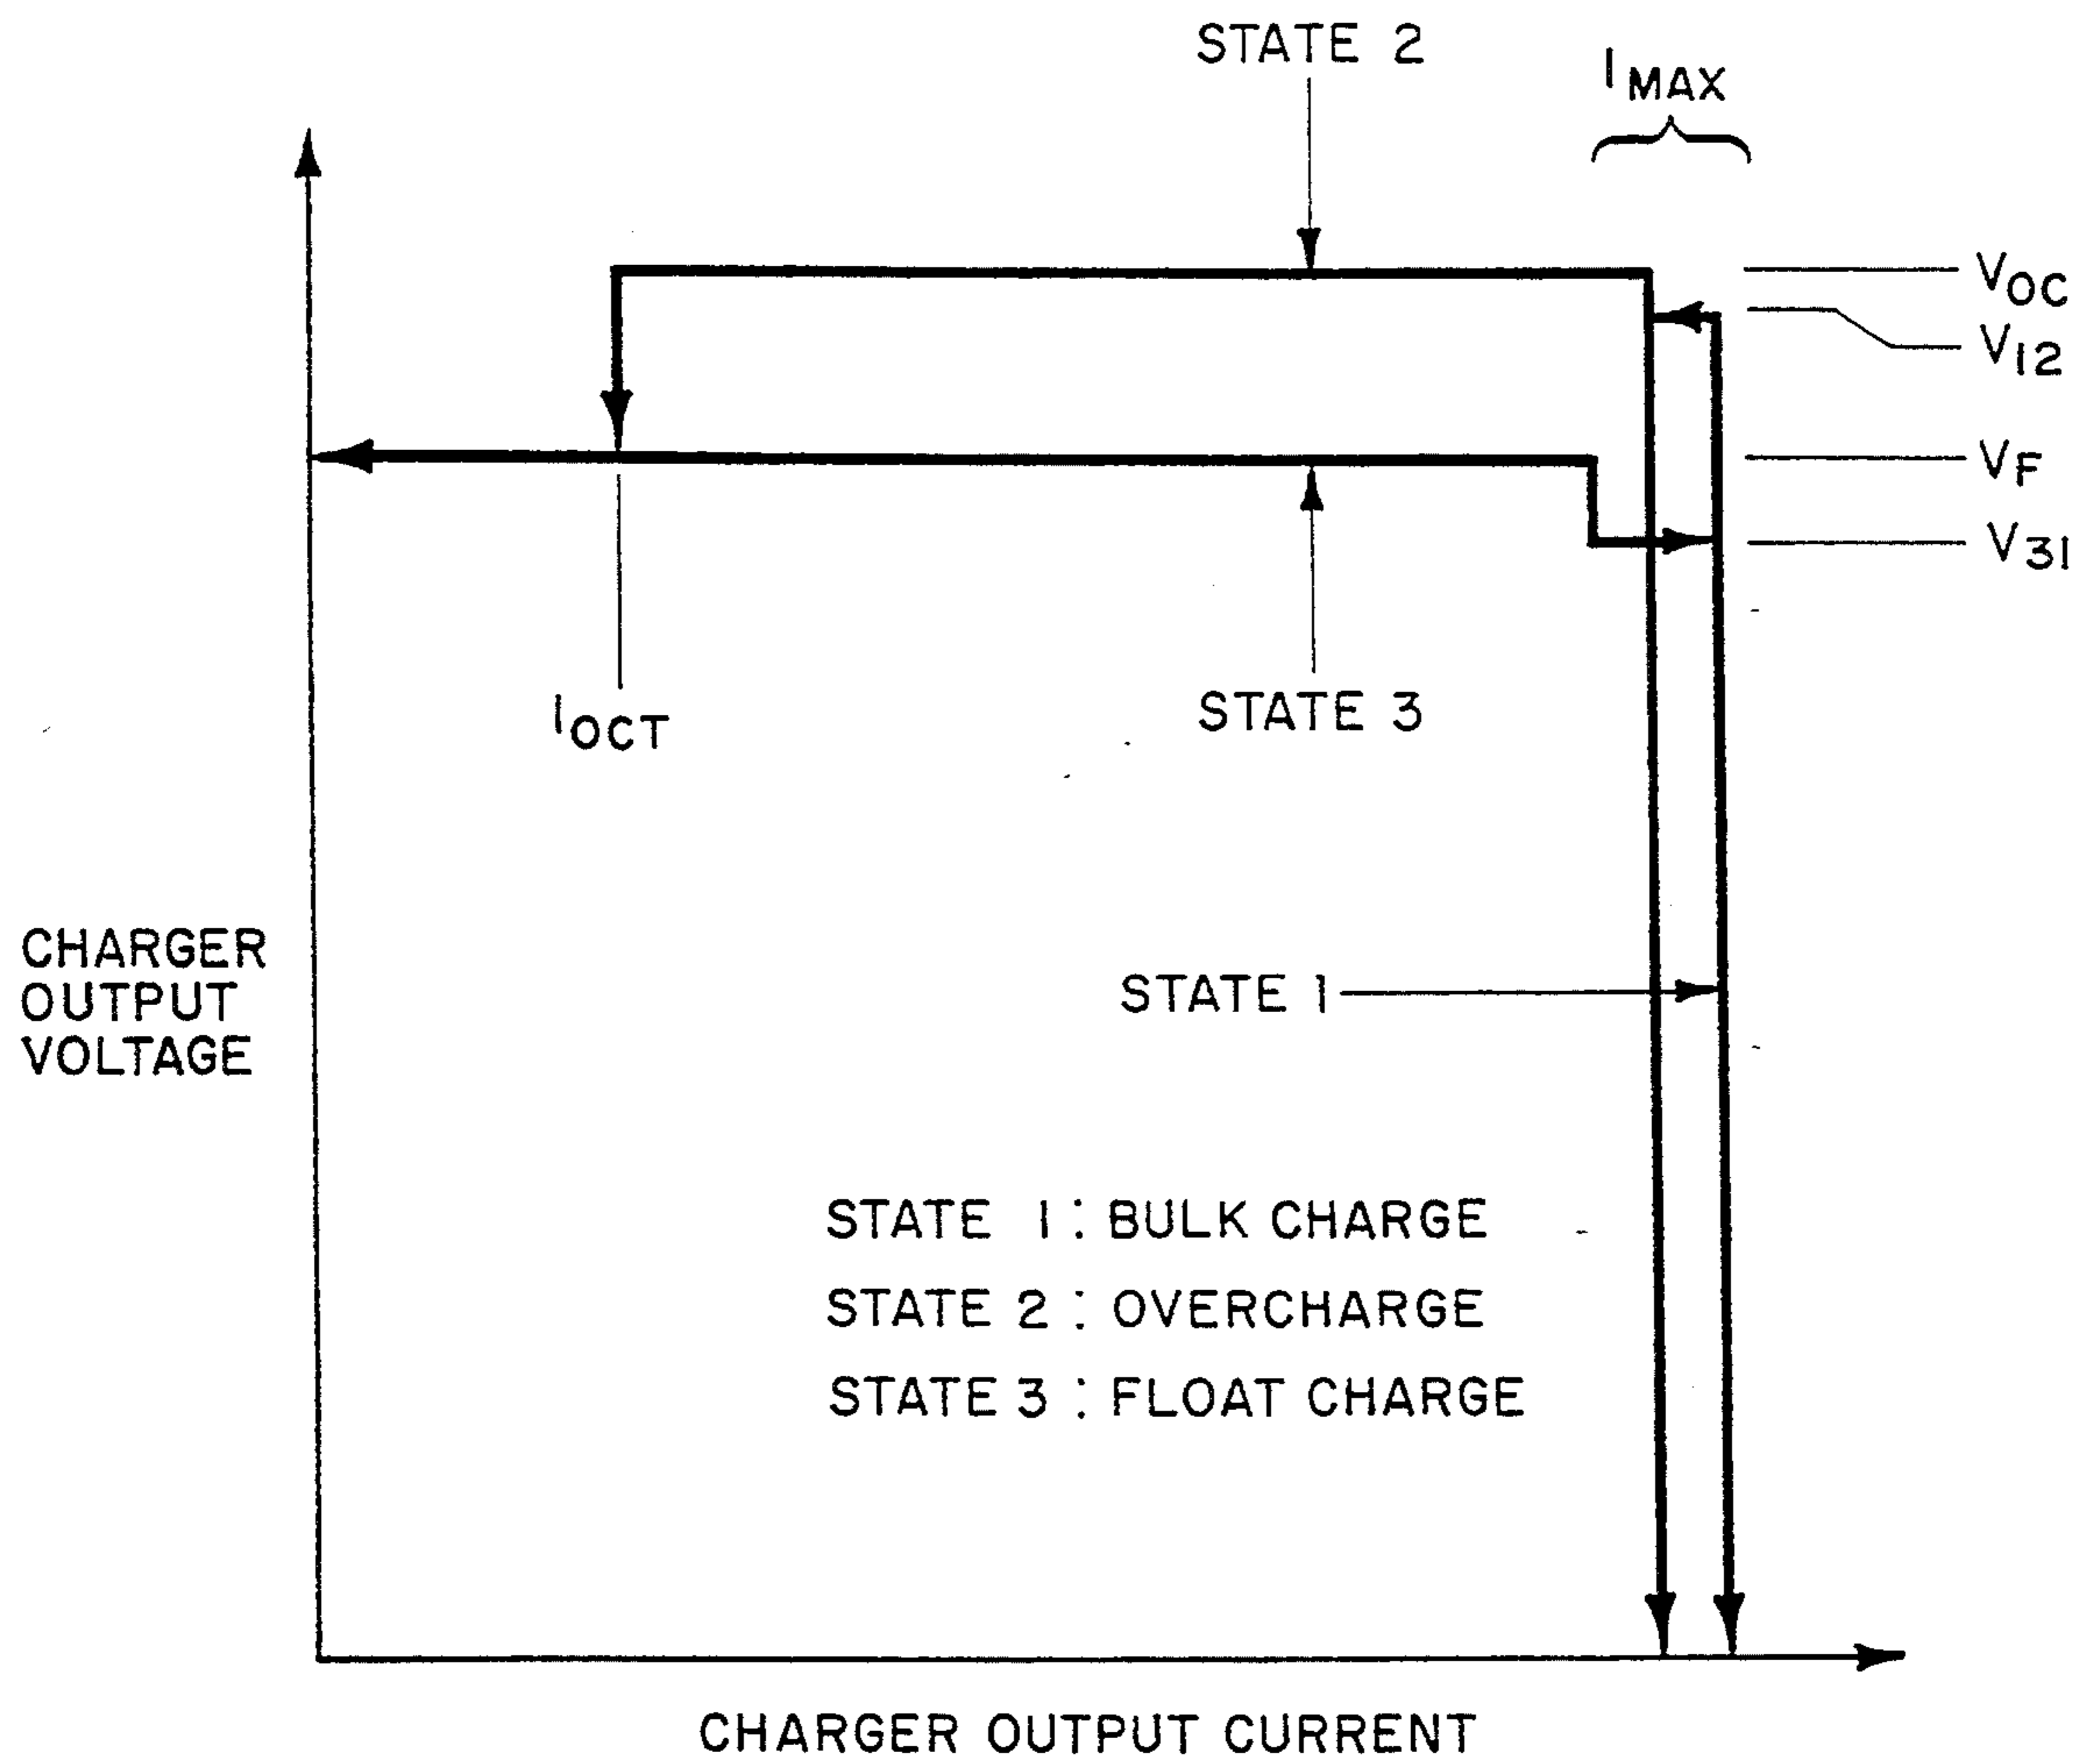 STATE 2
I MAX
VOC
V12
VF
V31
IOCT
STATE 3
CHARGER
OUTPUT
VOLTAGE
STATE 1
STATE 1 : BULK CHARGE
STATE 2 : OVERCHARGE
STATE 3 : FLOAT CHARGE
CHARGER OUTPUT CURRENT